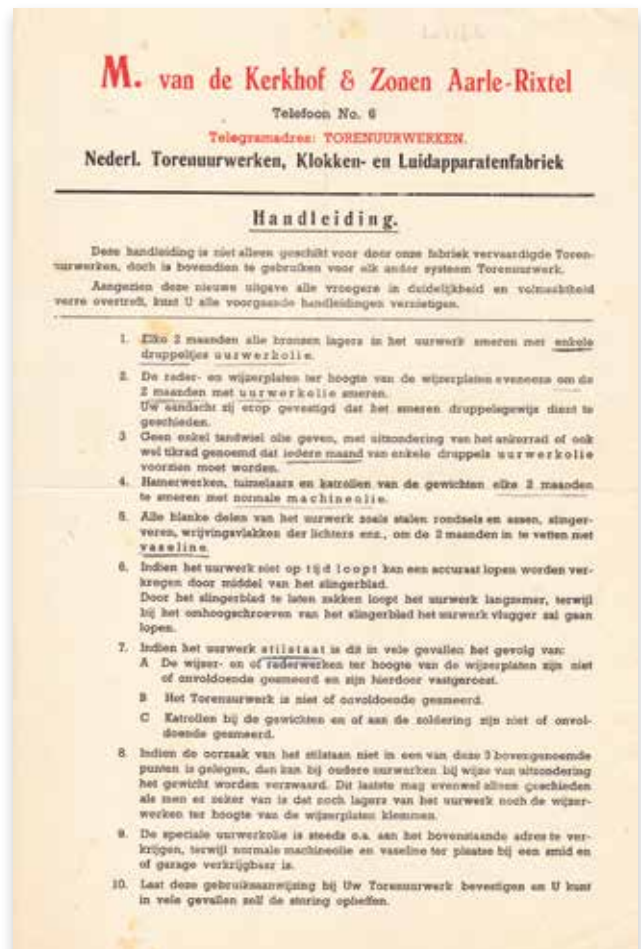 M. van de Kerkhof & Zonen Aarle-Rixtel
Telefoon No. 6
Telegramadres: TORENUURWERKEN.
Nederl. Torenuurwerken, Klokken- en Luidapparatenfabriek
Handleiding.
Deze handleiding is niet alleen geschikt voor door onze fabriek vervaardigde Toren-
uurwerken, doch is bovendien te gebruiken voor elk ander systeem Torenuurwerk.
Aangezien deze nieuwe uitgave alle vroegere in duidelijkheid en volmaaktheid
verre overtreft, kunt U alle voorgaande handleidingen vernietigen.
1. Elke 2 maanden alle bronzen lagers in het uurwerk smeren met enkele
druppeltjes uurwerkolie.
2. De rader- en wijzerplaten ter hoogte van de wijzerplaten eveneens om de
2 maanden met uurwerkolie smeren.
Uw aandacht zij erop gevestigd dat het smeren druppelsgewijs dient te
geschieden.
3 Geen enkel tandwiel olie geven, met uitzondering van het ankerrad of ook
wel tikrad genoemd dat iedere maand van enkele druppels uurwerkolie
voorzien moet worden.
4. Hamerwerken, tuimelaars en katrollen van de gewichten elke 2 maanden
te smeren met normale machineolie.
5. Alle blanke delen van het uurwerk zoals stalen rondsels en assen, slinger-
veren, wrijvingsvlakken der lichters enz., om de 2 maanden in te vetten met
vaseline.
6. Indien het uurwerk niet op tijd loopt kan een accuraat lopen worden ver-
kregen door middel van het slingerblad.
Door het slingerblad te laten zakken loopt het uurwerk langzamer, terwijl
bij het omhoogschroeven van het slingerblad het uurwerk vlugger zal gaan
lopen.
7. Indien het uurwerk stilstaat is dit in vele gevallen het gevolg van:
A De wijzer- en of raderwerken ter hoogte van de wijzerplaten zijn niet
of onvoldoende gesmeerd en zijn hierdoor vastgeroest.
B Het Torenuurwerk is niet of onvoldoende gesmeerd.
C Katrollen bij de gewichten en of aan de zoldering zijn niet of onvol-
doende gesmeerd.
8. Indien de oorzaak van het stilstaan niet in een van deze 3 bovengenoemde
punten is gelegen, dan kan bij oudere uurwerken bij wijze van uitzondering
het gewicht worden verzwaard. Dit laatste mag evenwel alleen geschieden
als men er zeker van is dat noch lagers van het uurwerk noch de wijzer-
werken ter hoogte van de wijzerplaten klemmen.
9. De speciale uurwerkolie is steeds o.a. aan het bovenstaande adres te ver-
krijgen, terwijl normale machineolie en vaseline ter plaatse bij een smid en
of garage verkrijgbaar is.
10. Laat deze gebruiksaanwijzing bij Uw Torenuurwerk bevestigen en U kunt
in vele gevallen zelf de storing opheffen.